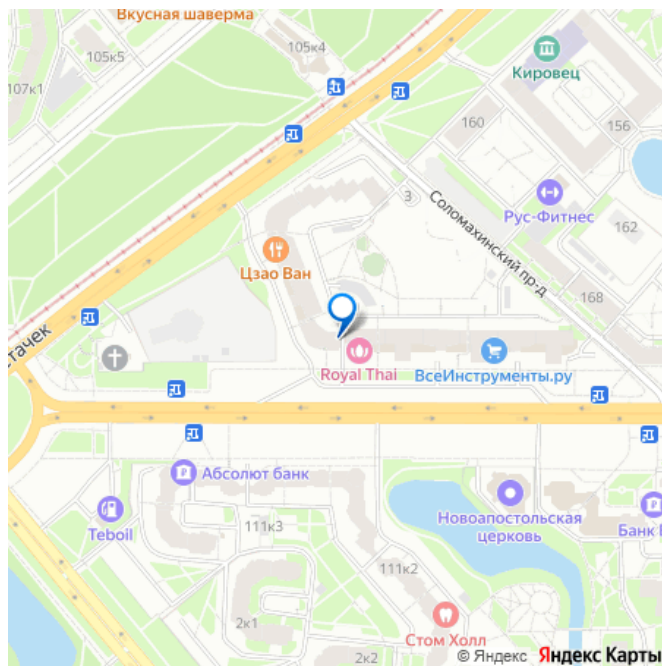 Вкусная шаверма
105к4
105к5
107к1
Кировец
160
156
Соломахинский пр-д
3
Рус-Фитнес
162
168
Цзао Ван
Стачек
Royal Thai
ВсеИнструменты.ру
Абсолют банк
Teboil
111к3
Новоапостольская
церковь
Банк
111к2
2к1
Стом Холл
2к2
© Яндекс Яндекс Карты